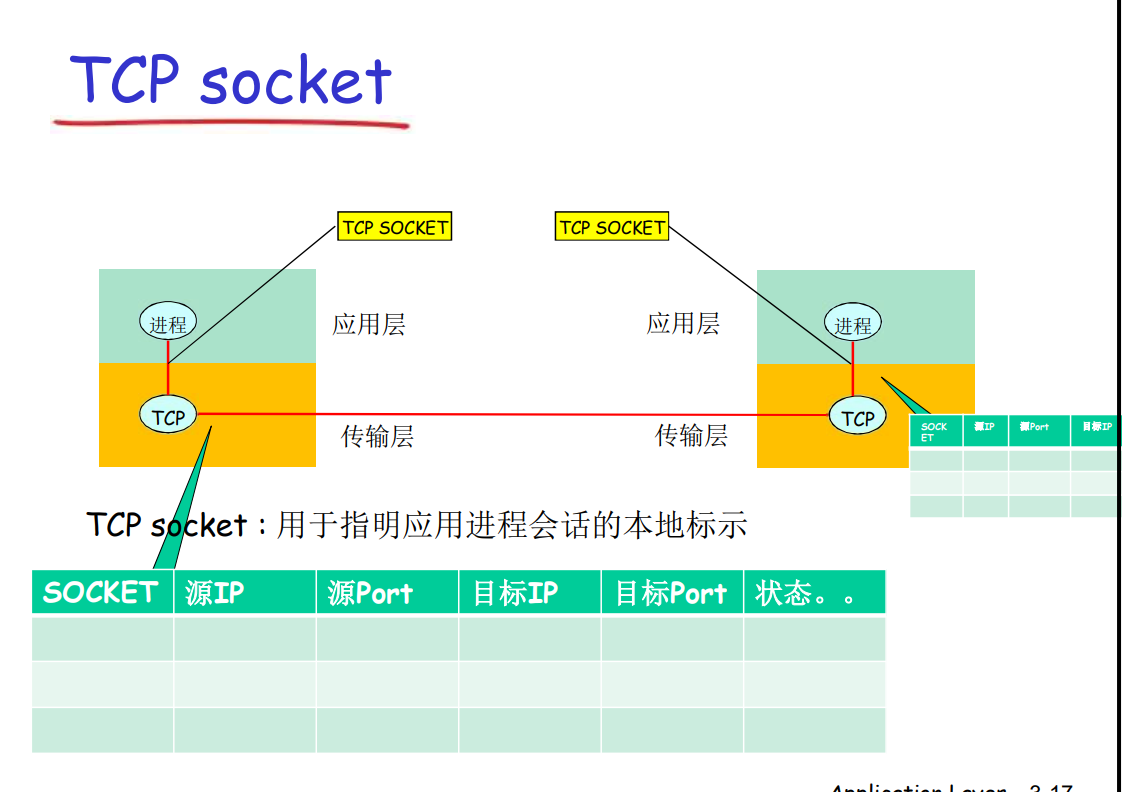 TCP socket
TCP SOCKET
TCP SOCKET
进程
应用层
应用层
进程
TCP
传输层
传输层
TCP
SOCK
ET
源IP
源Port
目标IP
TCP socket : 用于指明应用进程会话的本地标示
SOCKET 源IP 源Port 目标IP 目标Port 状态。。
Application Layer 2-17